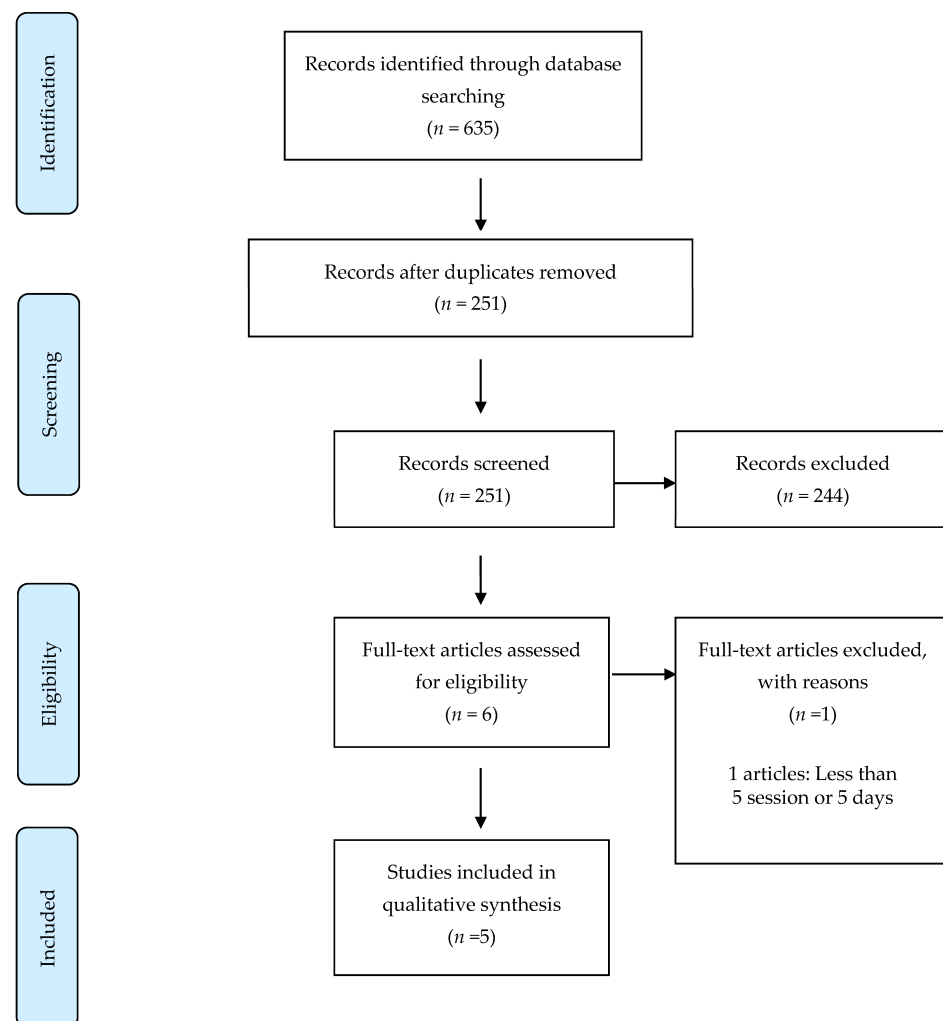 Identification
Records identified through database
searching
(n = 635)
Records after duplicates removed
(n = 251)
Screening
Records screened
(n = 251)
Records excluded
(n = 244)
Eligibility
Full-text articles assessed
for eligibility
(n = 6)
Full-text articles excluded,
with reasons
(n =1)
1 articles: Less than
5 session or 5 days
Included
Studies included in
qualitative synthesis
(n =5)